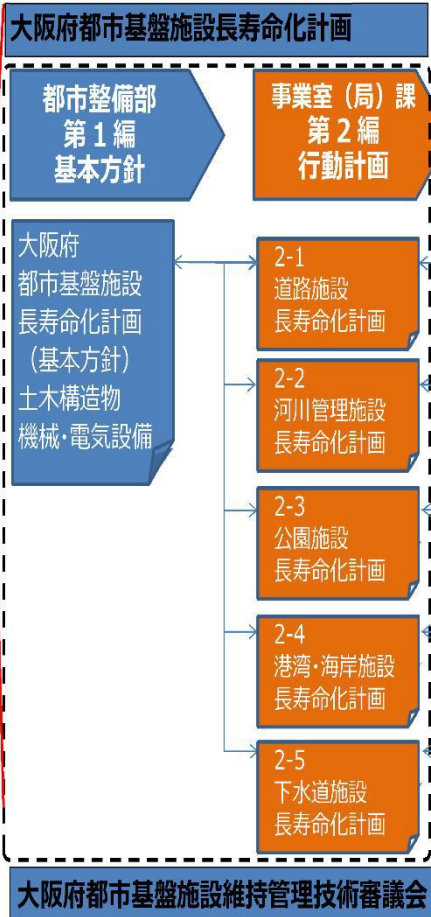 大阪府都市基盤施設長寿命化計画
都市整備部
第1編
基本方針
事業室（局）課
第2編
行動計画
大阪府
都市基盤施設
長寿命化計画
（基本方針）
土木構造物
機械・電気設備
2-1
道路施設
長寿命化計画
2-2
河川管理施設
長寿命化計画
2-3
公園施設
長寿命化計画
2-4
港湾・海岸施設
長寿命化計画
2-5
下水道施設
長寿命化計画
大阪府都市基盤施設維持管理技術審議会